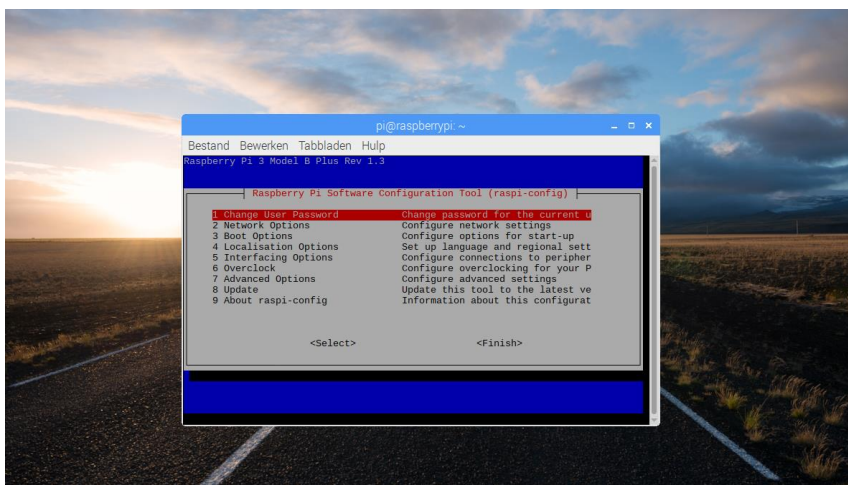 pi@raspberrypi: ~
Bestand Bewerken Tabbladen Hulp
Raspberry Pi 3 Model B Plus Rev 1.3
Raspberry Pi Software Configuration Tool (raspi-config)
1 Change User Password Change password for the current u
2 Network Options Configure network settings
3 Boot Options Configure options for start-up
4 Localisation Options Set up language and regional sett
5 Interfacing Options Configure connections to peripher
6 Overclock Configure overclocking for your P
7 Advanced Options Configure advanced settings
8 Update Update this tool to the latest ve
9 About raspi-config Information about this configurat
<Select> <Finish>